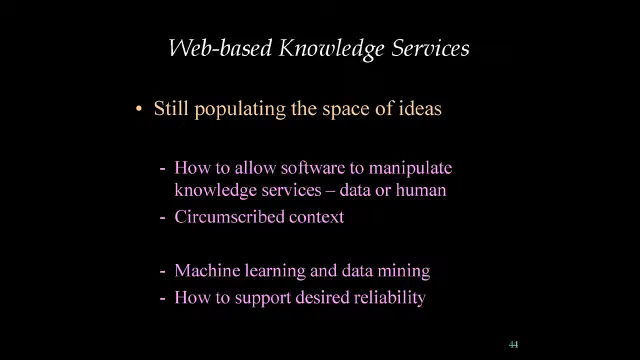 Web-based Knowledge Services
• Still populating the space of ideas
- How to allow software to manipulate
knowledge services – data or human
- Circumscribed context
- Machine learning and data mining
- How to support desired reliability
44